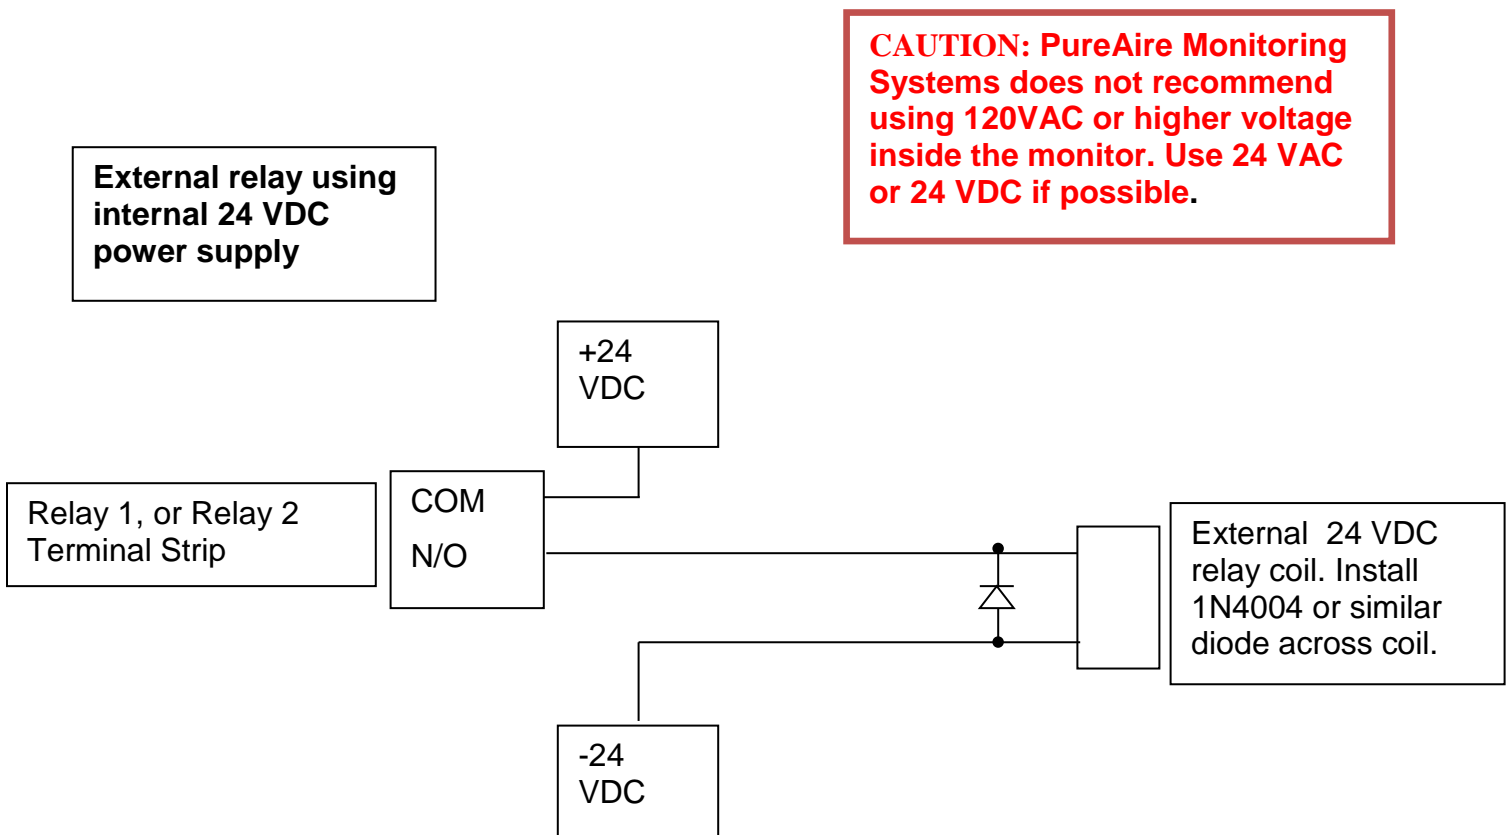 CAUTION: PureAire Monitoring
Systems does not recommend
using 120VAC or higher voltage
inside the monitor. Use 24 VAC
or 24 VDC if possible.
External relay using
internal 24 VDC
power supply
+24
VDC
Relay 1, or Relay 2
Terminal Strip
COM
N/O
External 24 VDC
relay coil. Install
1N4004 or similar
diode across coil.
-24
VDC